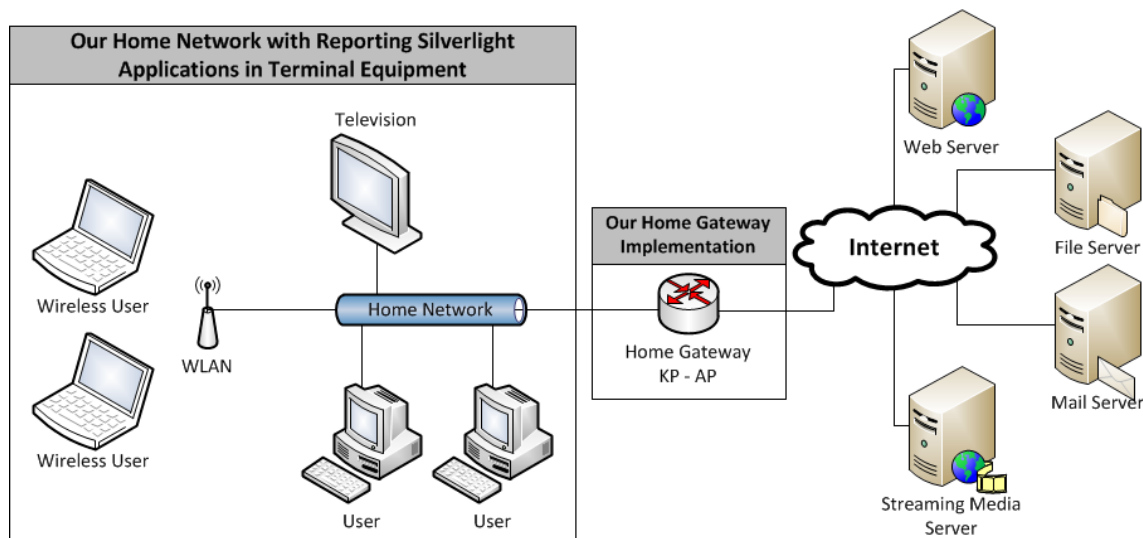 Our Home Network with Reporting Silverlight
Applications in Terminal Equipment
Television
Wireless User
WLAN
Wireless User
Home Network
User
User
Our Home Gateway
Implementation
Home Gateway
KP - AP
Internet
Web Server
File Server
Mail Server
Streaming Media
Server